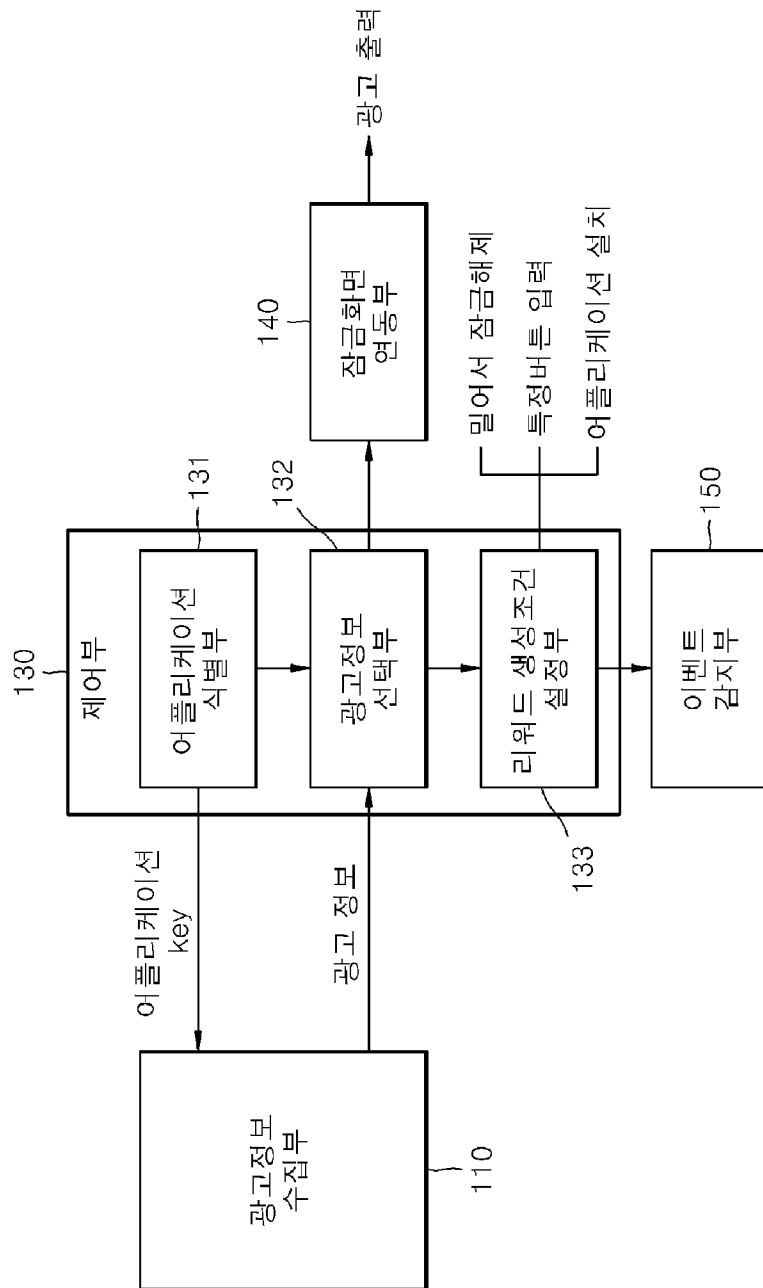 130
제어부
131
어플리케이션
식별부
어플리케이션
key
132
광고정보
선택부
광고 정보
광고정보
수집부
110
140
잠금화면
연동부
광고 출력
리워드 생성조건
설정부
133
밀어서 잠금해제
특정버튼 입력
어플리케이션 설치
150
이벤트
감지부